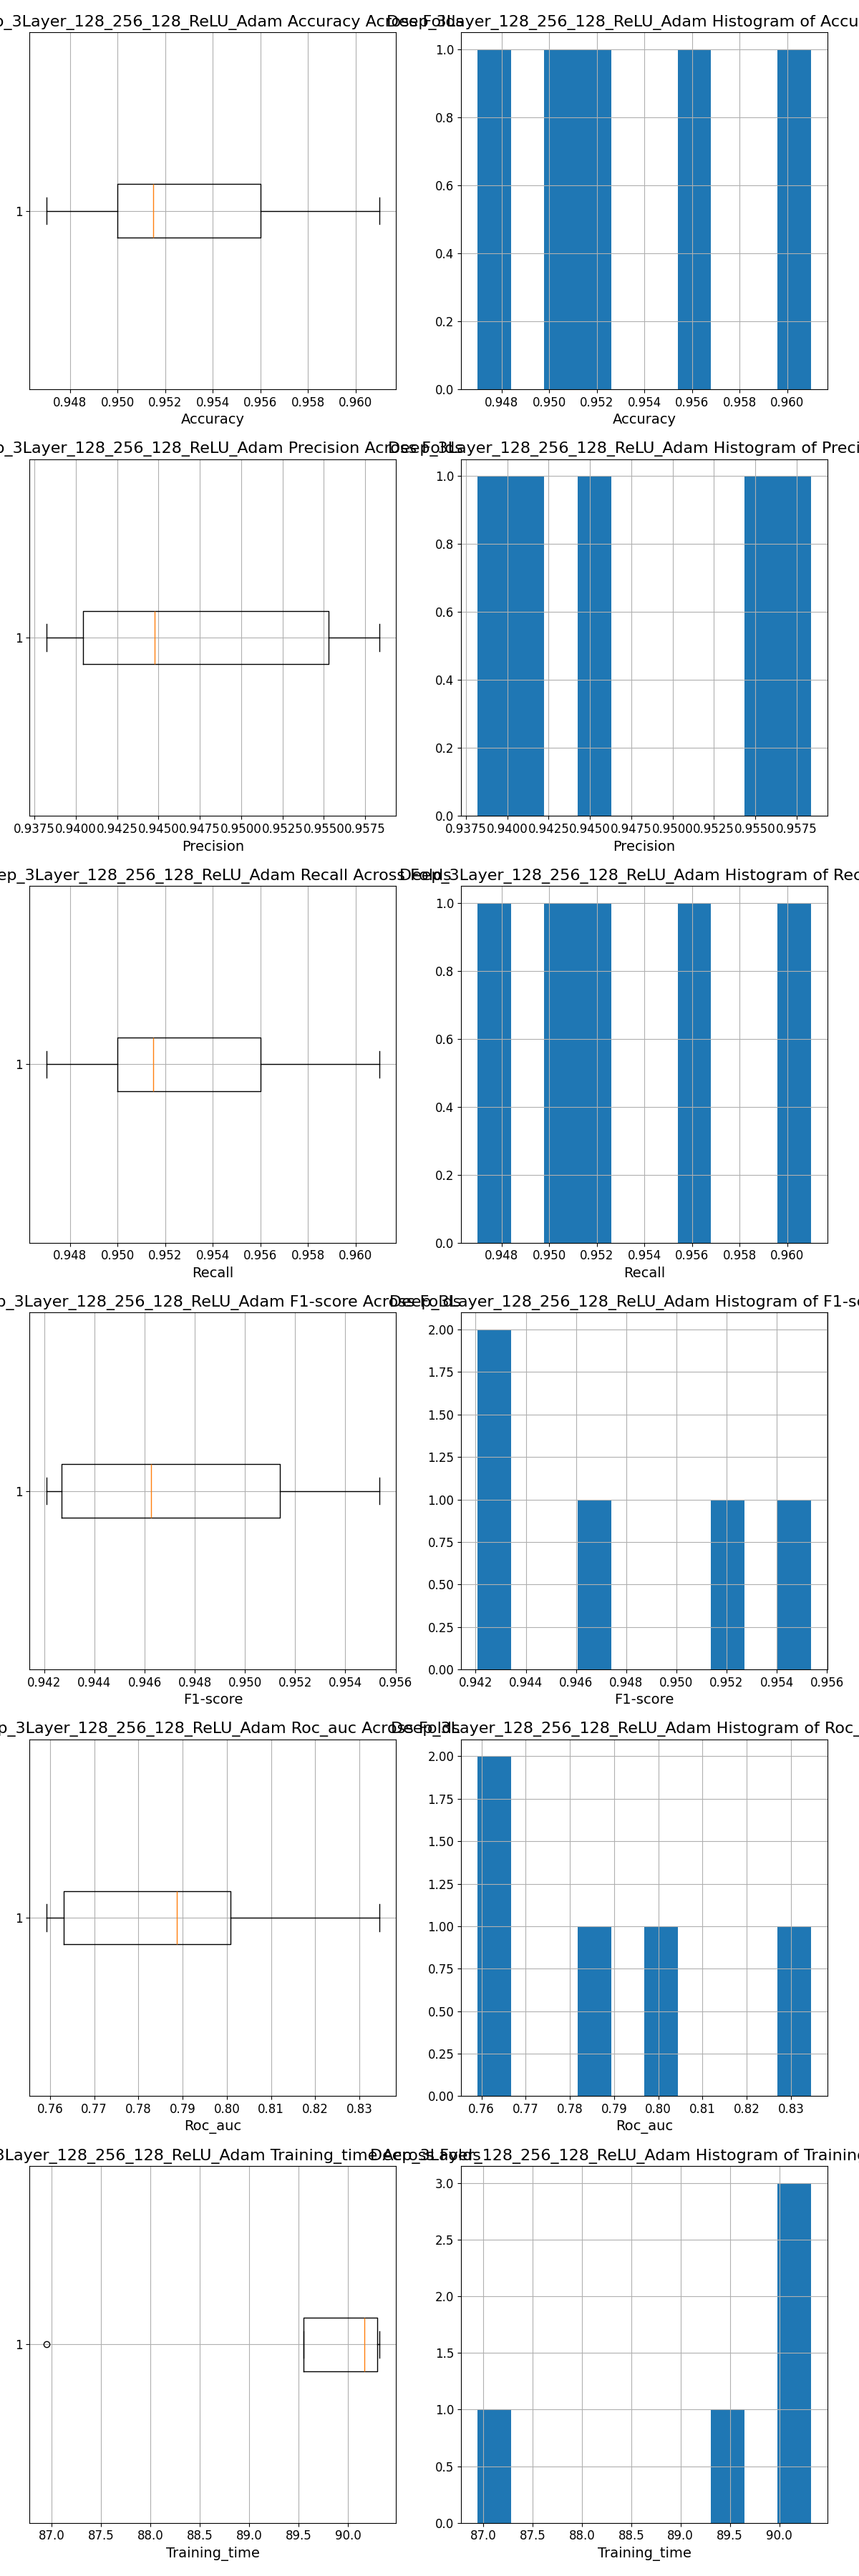 p_3Layer_128_256_128_ReLU_Adam Accuracy Across Folds
1
0.948 0.950 0.952 0.954 0.956 0.958 0.960
Accuracy
Deep_3Layer_128_256_128_ReLU_Adam Histogram of Accu
1.0
0.8
0.6
0.4
0.2
0.0
0.948 0.950 0.952 0.954 0.956 0.958 0.960
Accuracy
p_3Layer_128_256_128_ReLU_Adam Precision Across Folds
1
0.9375 0.9400 0.9425 0.9450 0.9475 0.9500 0.9525 0.9550 0.9575
Precision
Deep_3Layer_128_256_128_ReLU_Adam Histogram of Preci
1.0
0.8
0.6
0.4
0.2
0.0
0.9375 0.9400 0.9425 0.9450 0.9475 0.9500 0.9525 0.9550 0.9575
Precision
ep_3Layer_128_256_128_ReLU_Adam Recall Across Folds
1
0.948 0.950 0.952 0.954 0.956 0.958 0.960
Recall
Deep_3Layer_128_256_128_ReLU_Adam Histogram of Rec
1.0
0.8
0.6
0.4
0.2
0.0
0.948 0.950 0.952 0.954 0.956 0.958 0.960
Recall
p_3Layer_128_256_128_ReLU_Adam F1-score Across Folds
1
0.942 0.944 0.946 0.948 0.950 0.952 0.954 0.956
F1-score
Deep_3Layer_128_256_128_ReLU_Adam Histogram of F1-s
2.00
1.75
1.50
1.25
1.00
0.75
0.50
0.25
0.00
0.942 0.944 0.946 0.948 0.950 0.952 0.954 0.956
F1-score
p_3Layer_128_256_128_ReLU_Adam Roc_auc Across Folds
1
0.76 0.77 0.78 0.79 0.80 0.81 0.82 0.83
Roc_auc
Deep_3Layer_128_256_128_ReLU_Adam Histogram of Roc_
2.00
1.75
1.50
1.25
1.00
0.75
0.50
0.25
0.00
0.76 0.77 0.78 0.79 0.80 0.81 0.82 0.83
Roc_auc
3Layer_128_256_128_ReLU_Adam Training_time Across Folds
1
87.0 87.5 88.0 88.5 89.0 89.5 90.0
Training_time
Deep_3Layer_128_256_128_ReLU_Adam Histogram of Training
3.0
2.5
2.0
1.5
1.0
0.5
0.0
87.0 87.5 88.0 88.5 89.0 89.5 90.0
Training_time